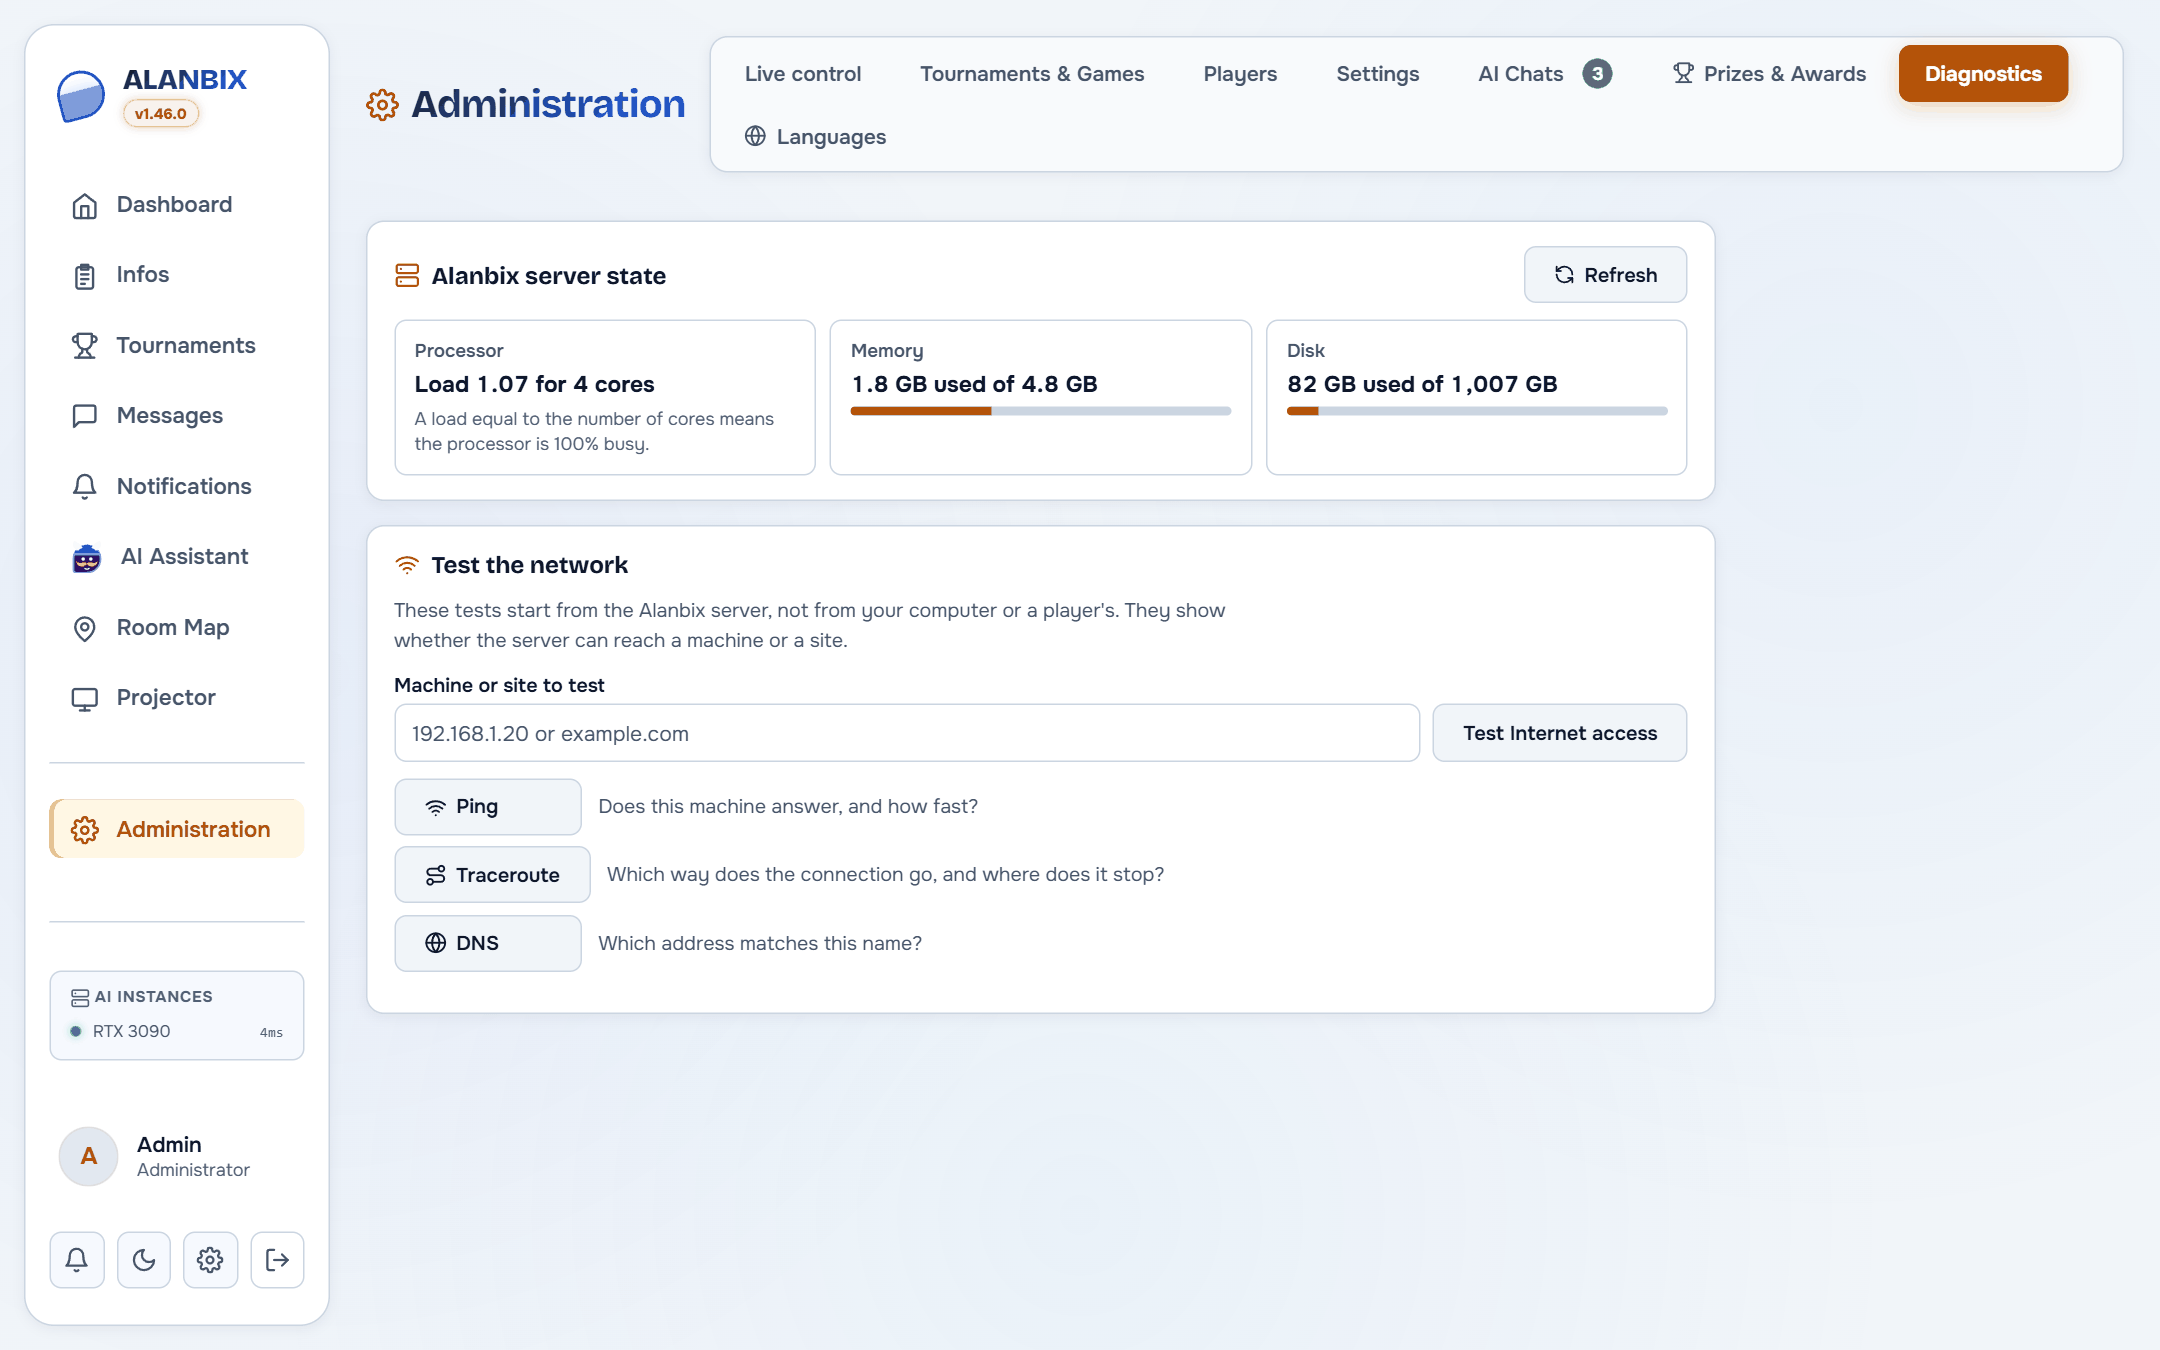 ALANBIX
v1.46.0
Dashboard
Infos
Tournaments
Messages
Notifications
AI Assistant
Room Map
Projector
Administration
AI INSTANCES
RTX 3090 4ms
A
Admin
Administrator
Administration
Live control Tournaments & Games Players Settings AI Chats 3 Prizes & Awards Diagnostics
Languages
Alanbix server state
Refresh
Processor
Load 1.07 for 4 cores
A load equal to the number of cores means
the processor is 100% busy.
Memory
1.8 GB used of 4.8 GB
Disk
82 GB used of 1,007 GB
Test the network
These tests start from the Alanbix server, not from your computer or a player's. They show
whether the server can reach a machine or a site.
Machine or site to test
192.168.1.20 or example.com
Test Internet access
Ping Does this machine answer, and how fast?
Traceroute Which way does the connection go, and where does it stop?
DNS Which address matches this name?